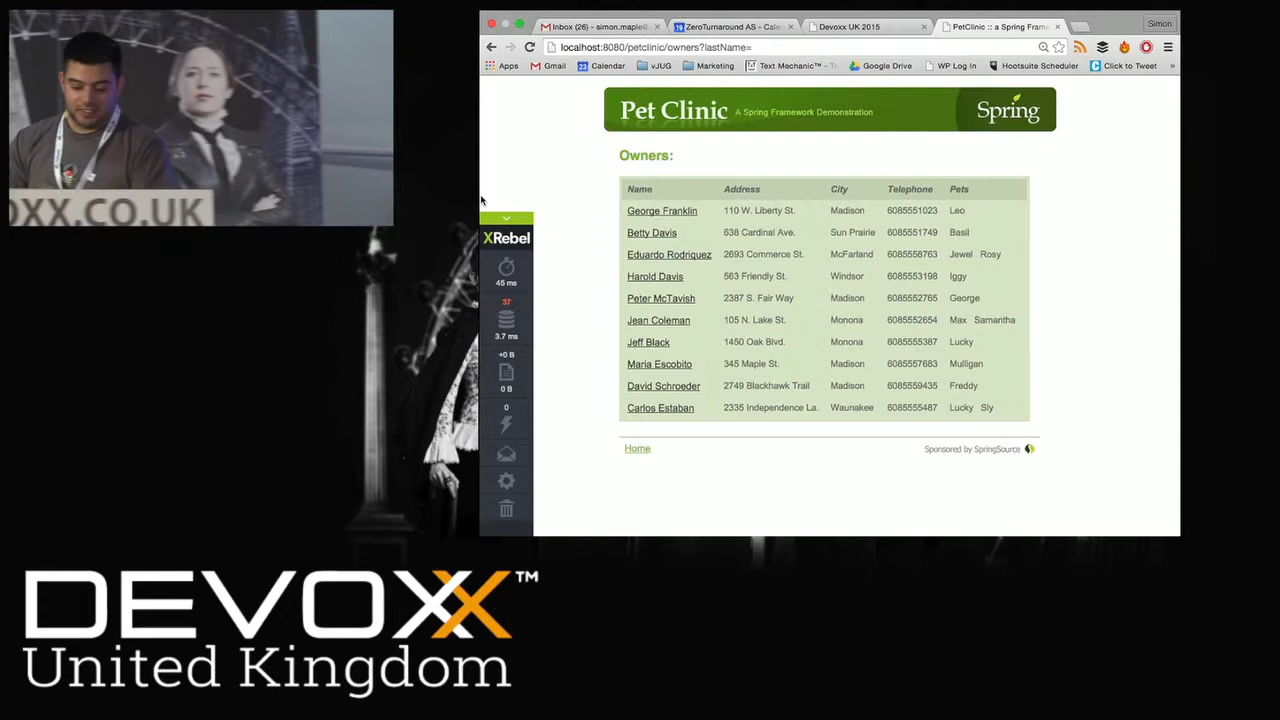 OXX.CO.UK
Inbox (26) - simon.maple@
ZeroTurnaround AS - Cale
Devoxx UK 2015
PetClinic :: a Spring Fram
Simon
localhost:8080/petclinic/owners?lastName=
Apps
Gmail
23 Calendar
vJUG
Marketing
Text Mechanic™ - T
Google Drive
WP Log In
Hootsuite Scheduler
Click to Tweet
»
Pet Clinic A Spring Framework Demonstration
Spring
Owners:
Name Address City Telephone Pets
George Franklin 110 W. Liberty St. Madison 6085551023 Leo
Betty Davis 638 Cardinal Ave. Sun Prairie 6085551749 Basil
Eduardo Rodriquez 2693 Commerce St. McFarland 6085558763 Jewel Rosy
Harold Davis 563 Friendly St. Windsor 6085553198 Iggy
Peter McTavish 2387 S. Fair Way Madison 6085552765 George
Jean Coleman 105 N. Lake St. Monona 6085552654 Max Samantha
Jeff Black 1450 Oak Blvd. Monona 6085555387 Lucky
Maria Escobito 345 Maple St. Madison 6085557683 Mulligan
David Schroeder 2749 Blackhawk Trail Madison 6085559435 Freddy
Carlos Estaban 2335 Independence La. Waunakee 6085555487 Lucky Sly
Home
Sponsored by SpringSource
XRebel
45 ms
37
3.7 ms
+0 B
0 B
0
DEVOXX™
United Kingdom